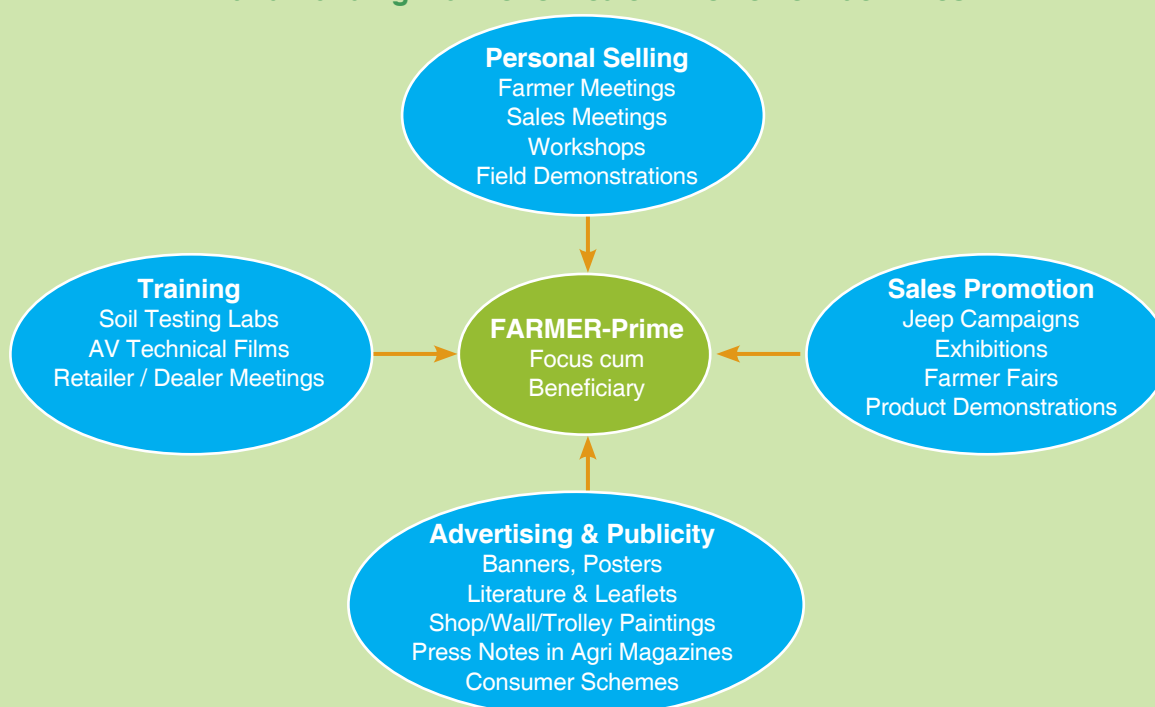 Personal Selling
Farmer Meetings
Sales Meetings
Workshops
Field Demonstrations
Training
Soil Testing Labs
AV Technical Films
Retailer / Dealer Meetings
FARMER-Prime
Focus cum
Beneficiary
Sales Promotion
Jeep Campaigns
Exhibitions
Farmer Fairs
Product Demonstrations
Advertising & Publicity
Banners, Posters
Literature & Leaflets
Shop/Wall/Trolley Paintings
Press Notes in Agri Magazines
Consumer Schemes